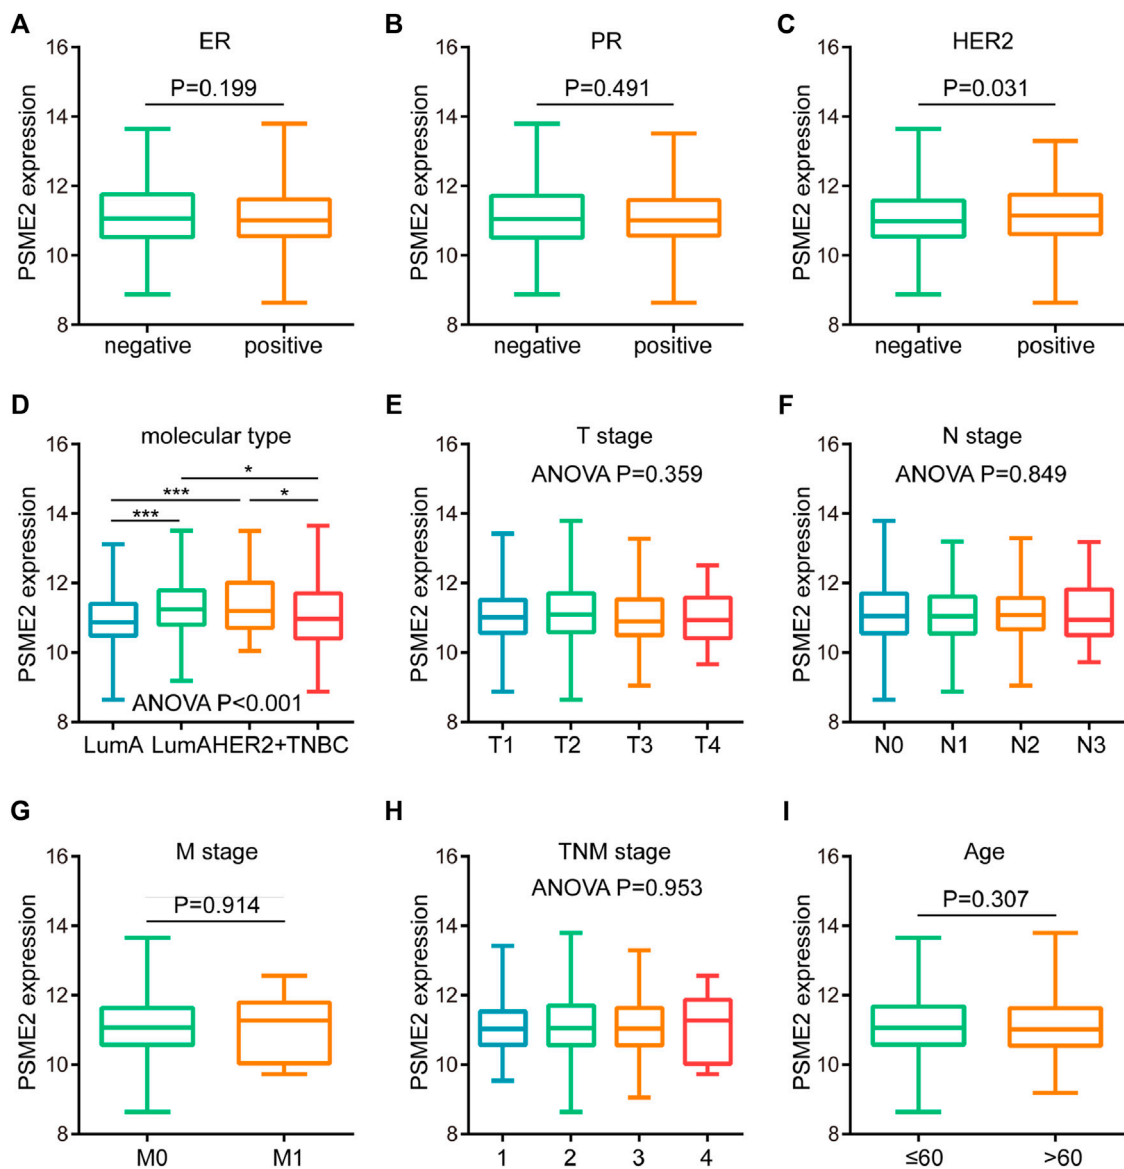 A
ER
P=0.199
PSME2 expression
16
14
12
10
8
negative positive
B
PR
P=0.491
PSME2 expression
16
14
12
10
8
negative positive
C
HER2
P=0.031
PSME2 expression
16
14
12
10
8
negative positive
D
molecular type
*
*** *
***
PSME2 expression
16
14
12
10
8
ANOVA P<0.001
LumA LumAHER2+TNBC
E
T stage
ANOVA P=0.359
PSME2 expression
16
14
12
10
8
T1 T2 T3 T4
F
N stage
ANOVA P=0.849
PSME2 expression
16
14
12
10
8
N0 N1 N2 N3
G
M stage
P=0.914
PSME2 expression
16
14
12
10
8
M0 M1
H
TNM stage
ANOVA P=0.953
PSME2 expression
16
14
12
10
8
1 2 3 4
I
Age
P=0.307
PSME2 expression
16
14
12
10
8
≤60 >60